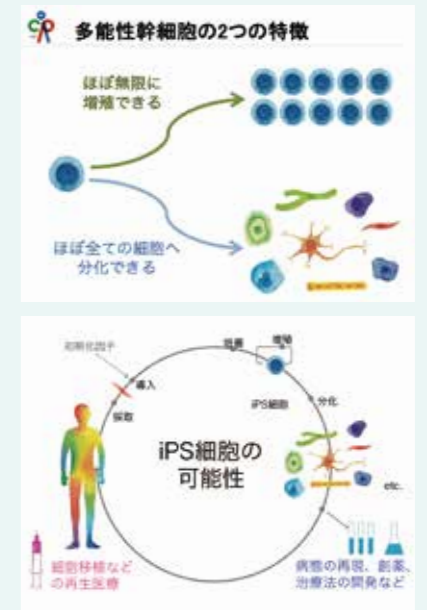 多能性幹細胞の2つの特徴
ほぼ無限に
増殖できる
ほぼ全ての細胞へ
分化できる
初期化因子
導入
採取
培養
増殖
iPS細胞
分化
iPS細胞の
可能性
etc.
細胞移植など
の再生医療
病態の再現、創薬、
治療法の開発など